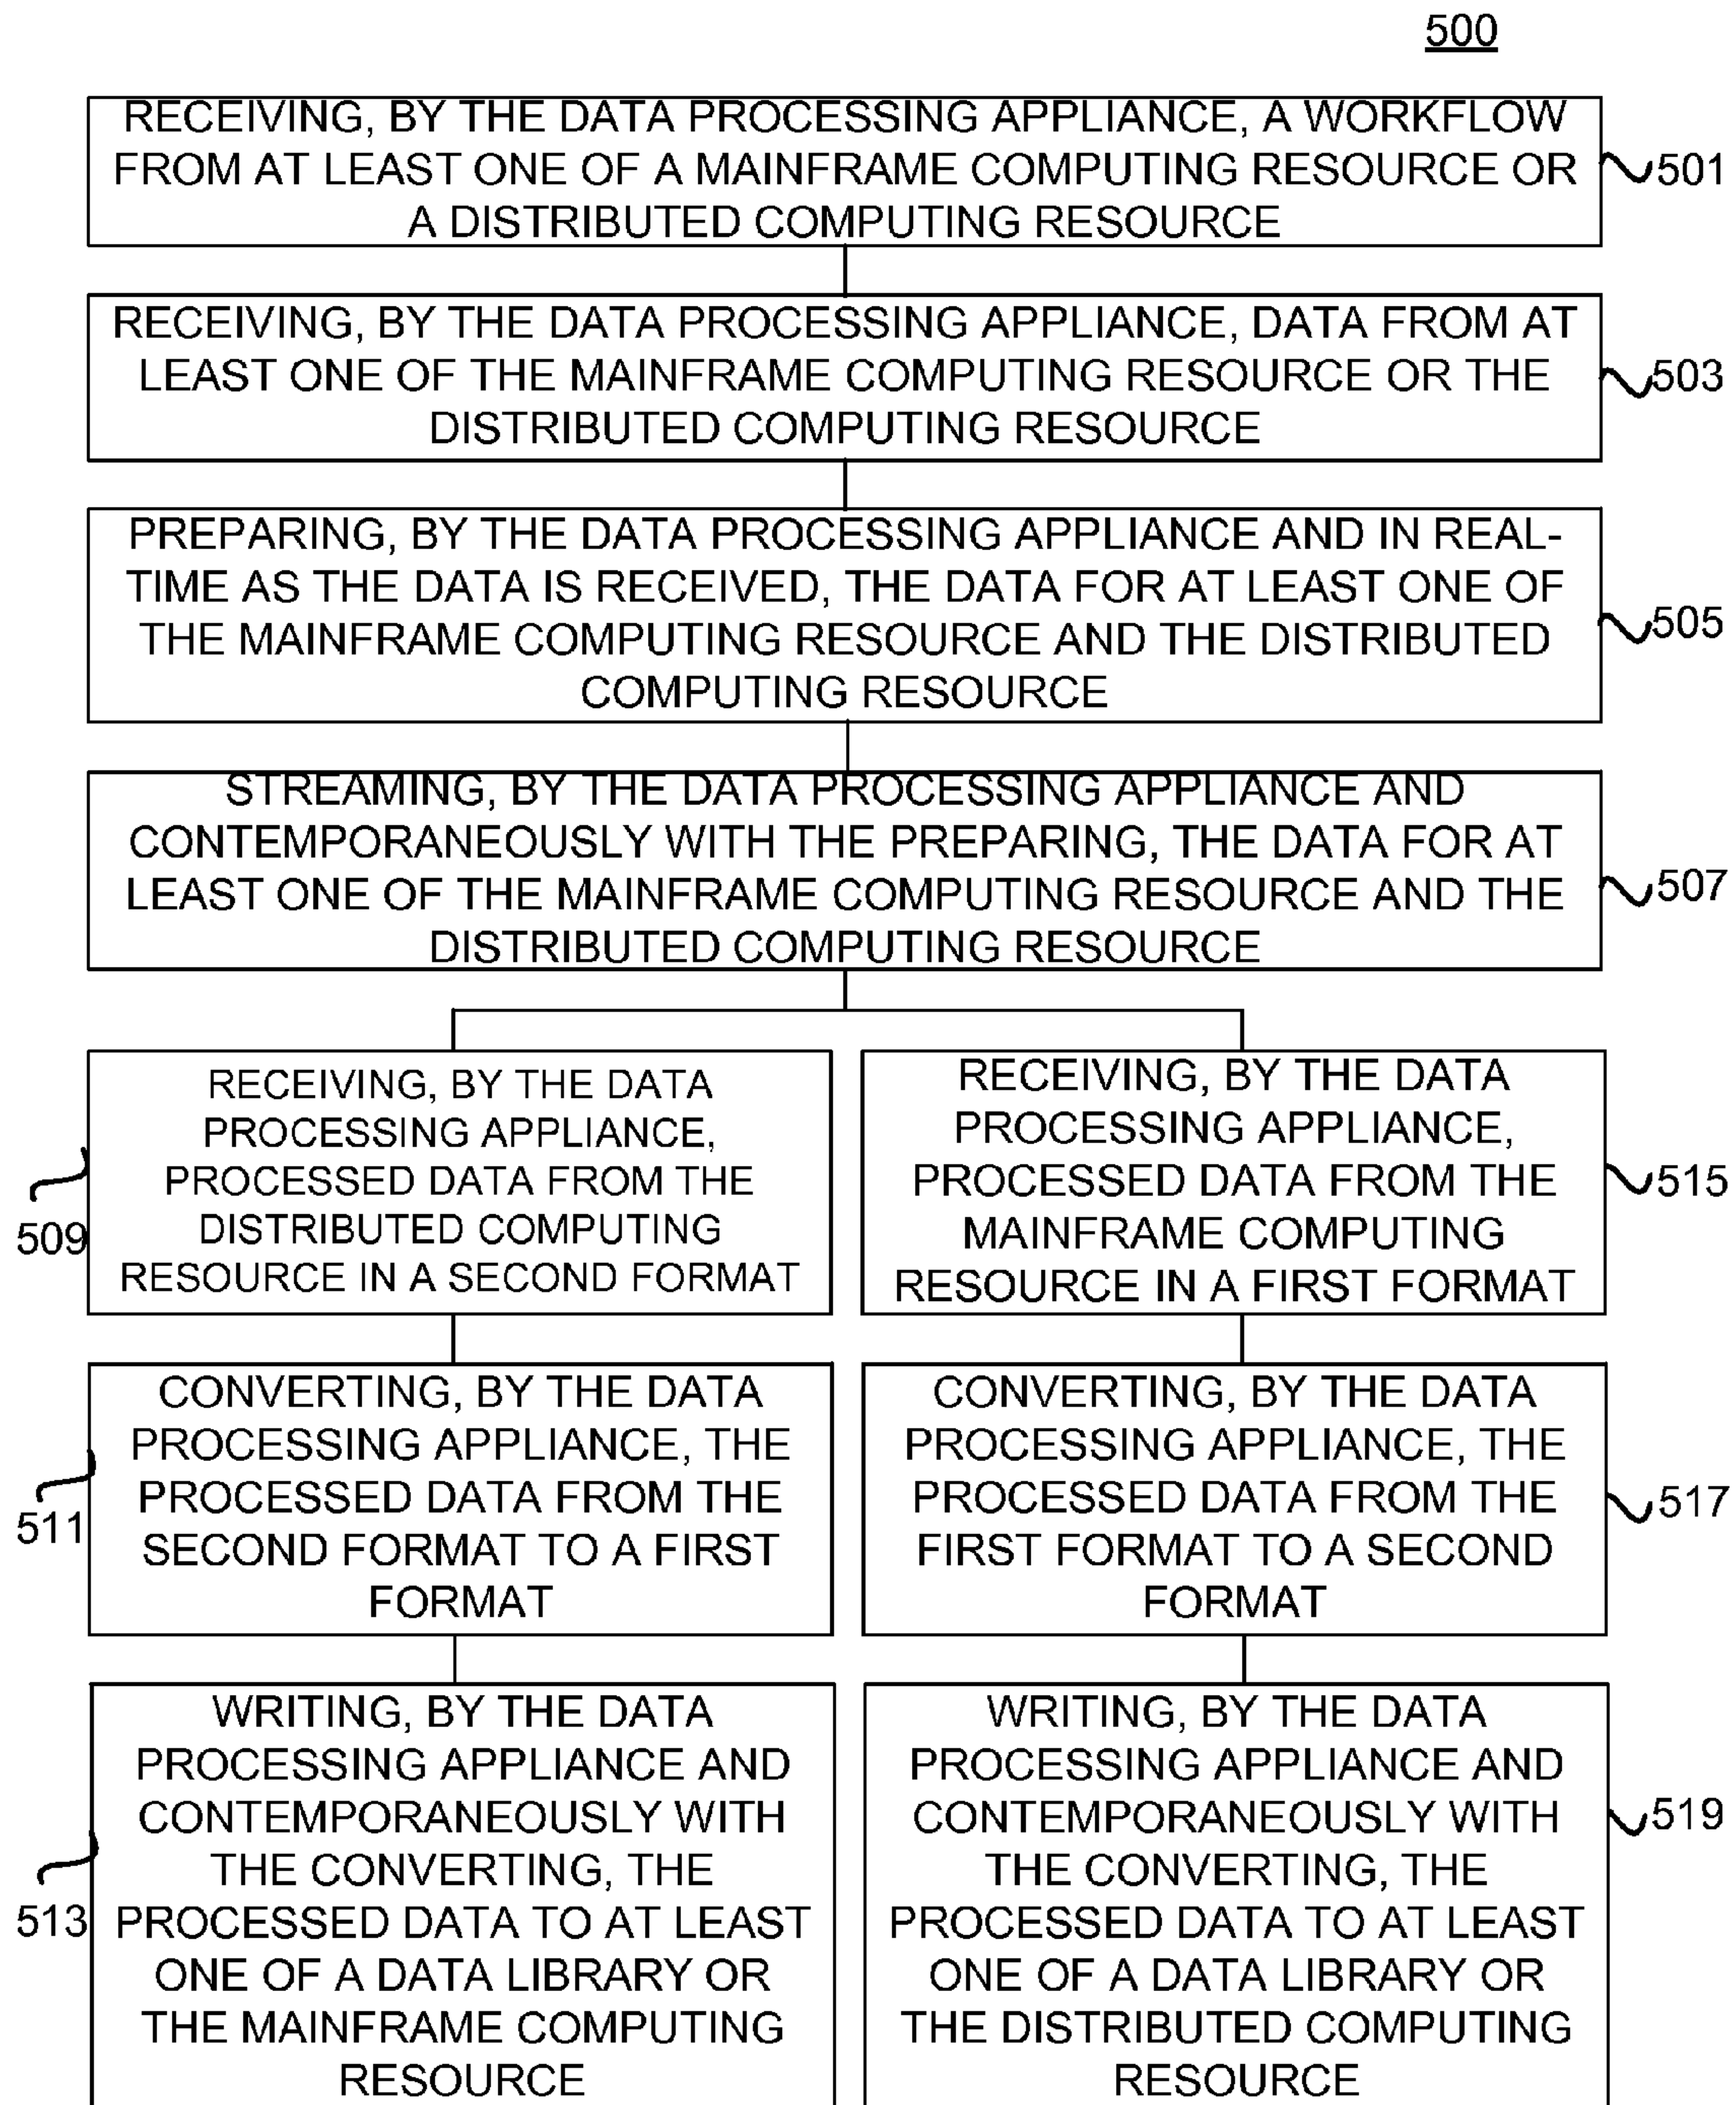 500
RECEIVING, BY THE DATA PROCESSING APPLIANCE, A WORKFLOW
FROM AT LEAST ONE OF A MAINFRAME COMPUTING RESOURCE OR
A DISTRIBUTED COMPUTING RESOURCE
501
RECEIVING, BY THE DATA PROCESSING APPLIANCE, DATA FROM AT
LEAST ONE OF THE MAINFRAME COMPUTING RESOURCE OR THE
DISTRIBUTED COMPUTING RESOURCE
503
PREPARING, BY THE DATA PROCESSING APPLIANCE AND IN REAL-
TIME AS THE DATA IS RECEIVED, THE DATA FOR AT LEAST ONE OF
THE MAINFRAME COMPUTING RESOURCE AND THE DISTRIBUTED
COMPUTING RESOURCE
505
STREAMING, BY THE DATA PROCESSING APPLIANCE AND
CONTEMPORANEOUSLY WITH THE PREPARING, THE DATA FOR AT
LEAST ONE OF THE MAINFRAME COMPUTING RESOURCE AND THE
DISTRIBUTED COMPUTING RESOURCE
507
RECEIVING, BY THE DATA
PROCESSING APPLIANCE,
PROCESSED DATA FROM THE
DISTRIBUTED COMPUTING
RESOURCE IN A SECOND FORMAT
509
CONVERTING, BY THE DATA
PROCESSING APPLIANCE, THE
PROCESSED DATA FROM THE
SECOND FORMAT TO A FIRST
FORMAT
511
WRITING, BY THE DATA
PROCESSING APPLIANCE AND
CONTEMPORANEOUSLY WITH
THE CONVERTING, THE
PROCESSED DATA TO AT LEAST
ONE OF A DATA LIBRARY OR
THE MAINFRAME COMPUTING
RESOURCE
513
RECEIVING, BY THE DATA
PROCESSING APPLIANCE,
PROCESSED DATA FROM THE
MAINFRAME COMPUTING
RESOURCE IN A FIRST FORMAT
515
CONVERTING, BY THE DATA
PROCESSING APPLIANCE, THE
PROCESSED DATA FROM THE
FIRST FORMAT TO A SECOND
FORMAT
517
WRITING, BY THE DATA
PROCESSING APPLIANCE AND
CONTEMPORANEOUSLY WITH
THE CONVERTING, THE
PROCESSED DATA TO AT LEAST
ONE OF A DATA LIBRARY OR
THE DISTRIBUTED COMPUTING
RESOURCE
519